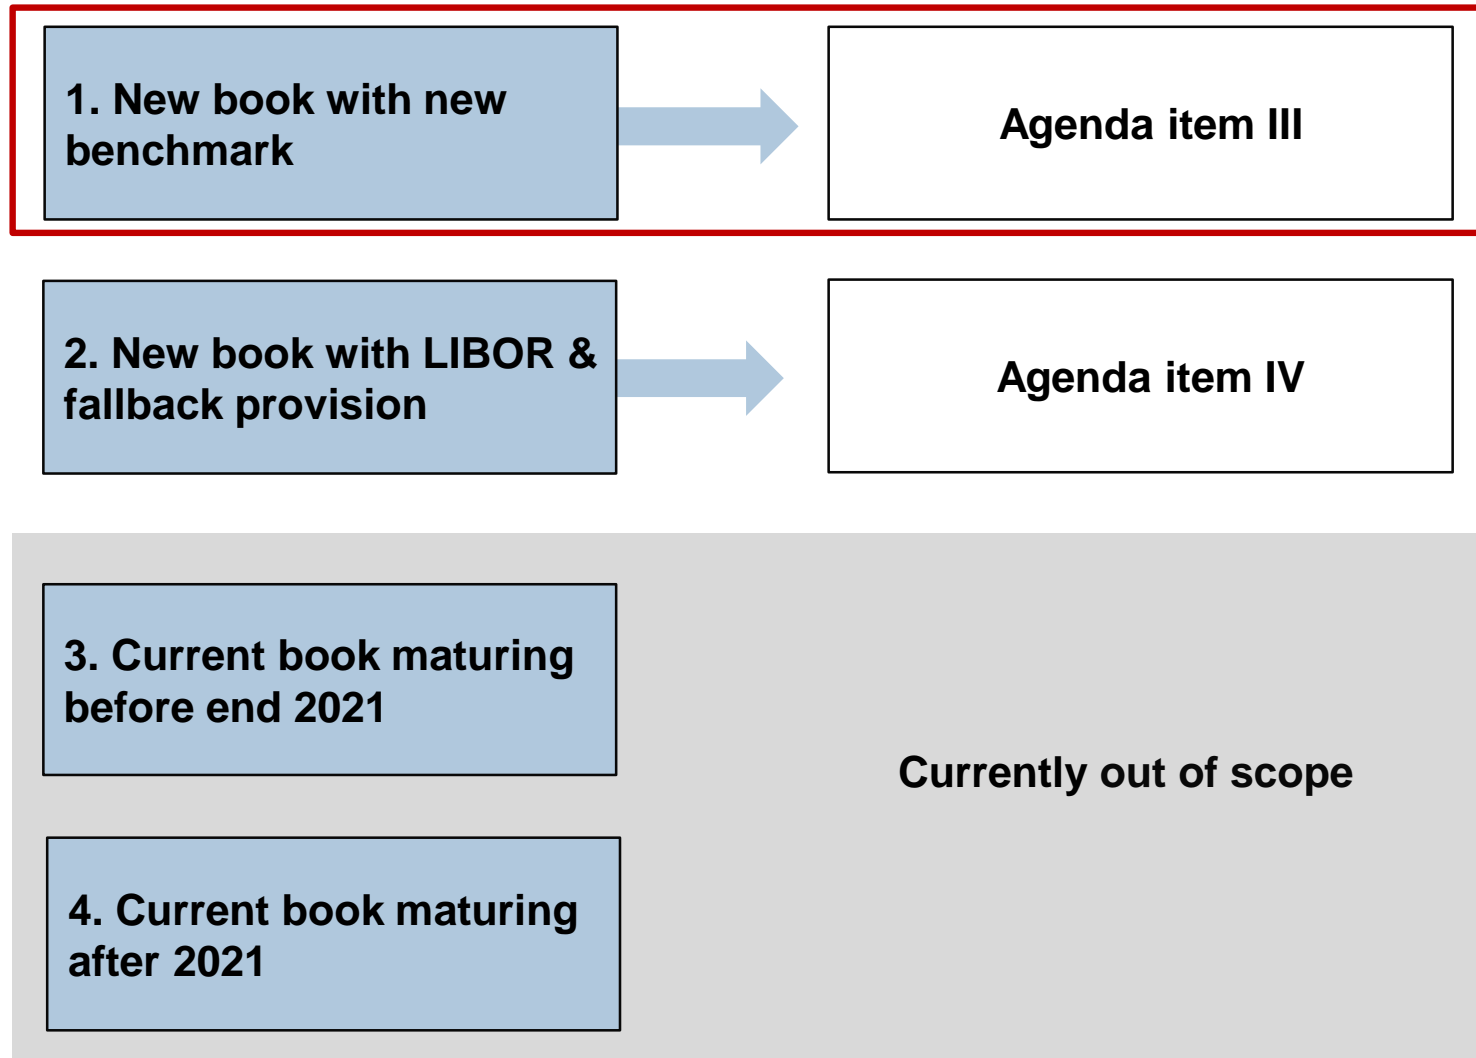 1. New book with new
benchmark
Agenda item III
2. New book with LIBOR &
fallback provision
Agenda item IV
3. Current book maturing
before end 2021
Currently out of scope
4. Current book maturing
after 2021